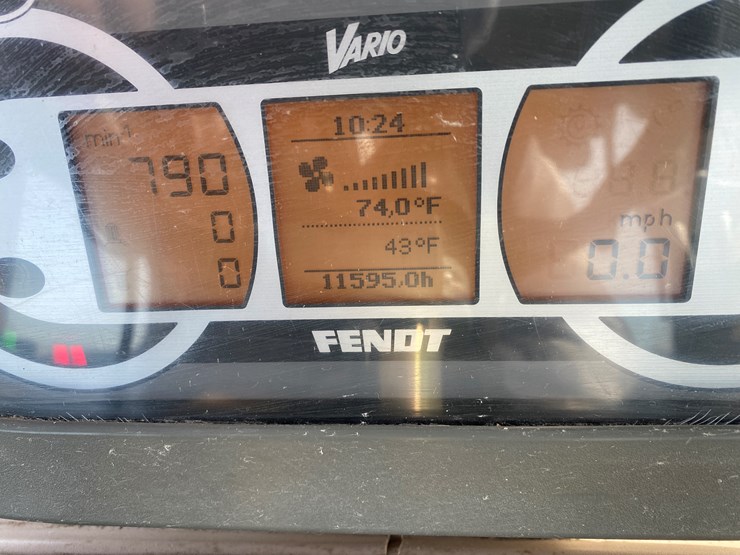 VARIO
min-1
790
0
0
10:24
74,0°F
43°F
11595,0h
mph
0.0
FENDT